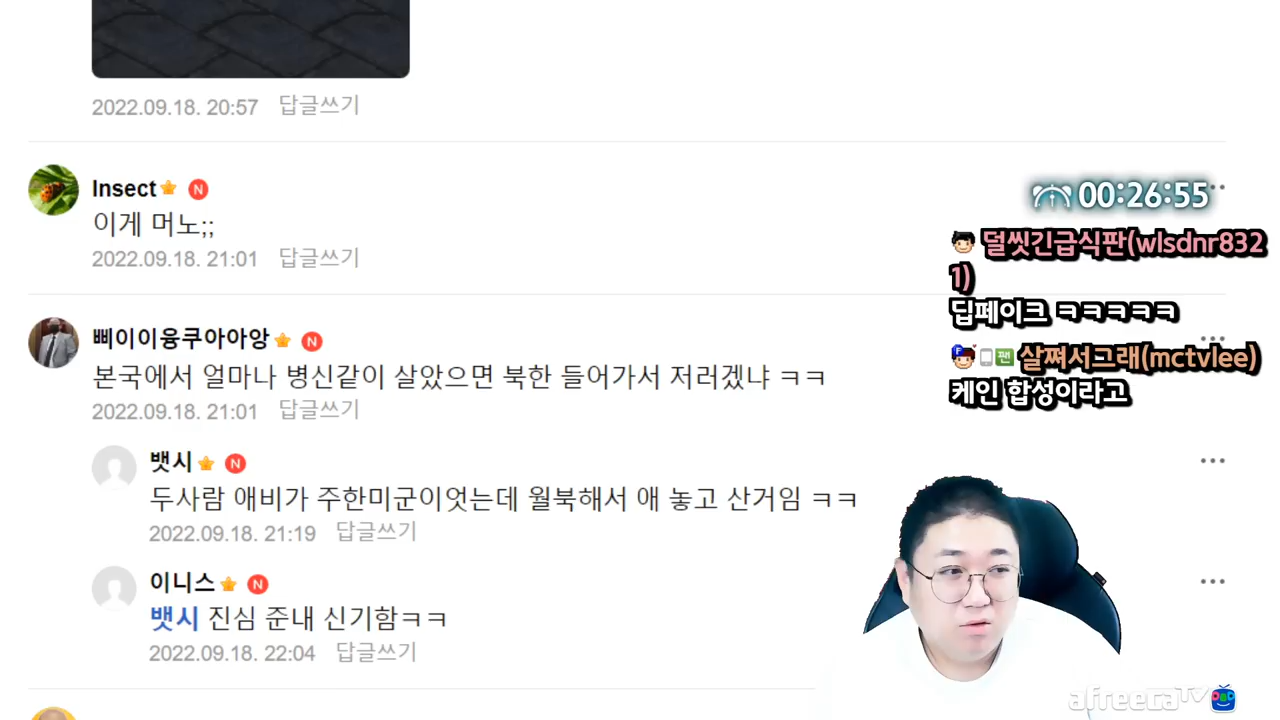 2022.09.18. 20:57 답글쓰기
Insect N
이게 머노;;
2022.09.18. 21:01 답글쓰기
삐이이융쿠아아앙 N
본국에서 얼마나 병신같이 살았으면 북한 들어가서 저러겠냐 ㅋㅋ
2022.09.18. 21:01 답글쓰기
뱃시 N
두사람 애비가 주한미군이엇는데 월북해서 애 놓고 산거임 ㅋㅋ
2022.09.18. 21:19 답글쓰기
이니스 N
뱃시 진심 준내 신기함ㅋㅋ
2022.09.18. 22:04 답글쓰기
00:26:55
덜씻긴급식판(wlsdnr832
1)
딥페이크 ㅋㅋㅋㅋㅋ
F 팬 살쪄서그래(mctvlee)
케인 합성이라고
afreecaTV